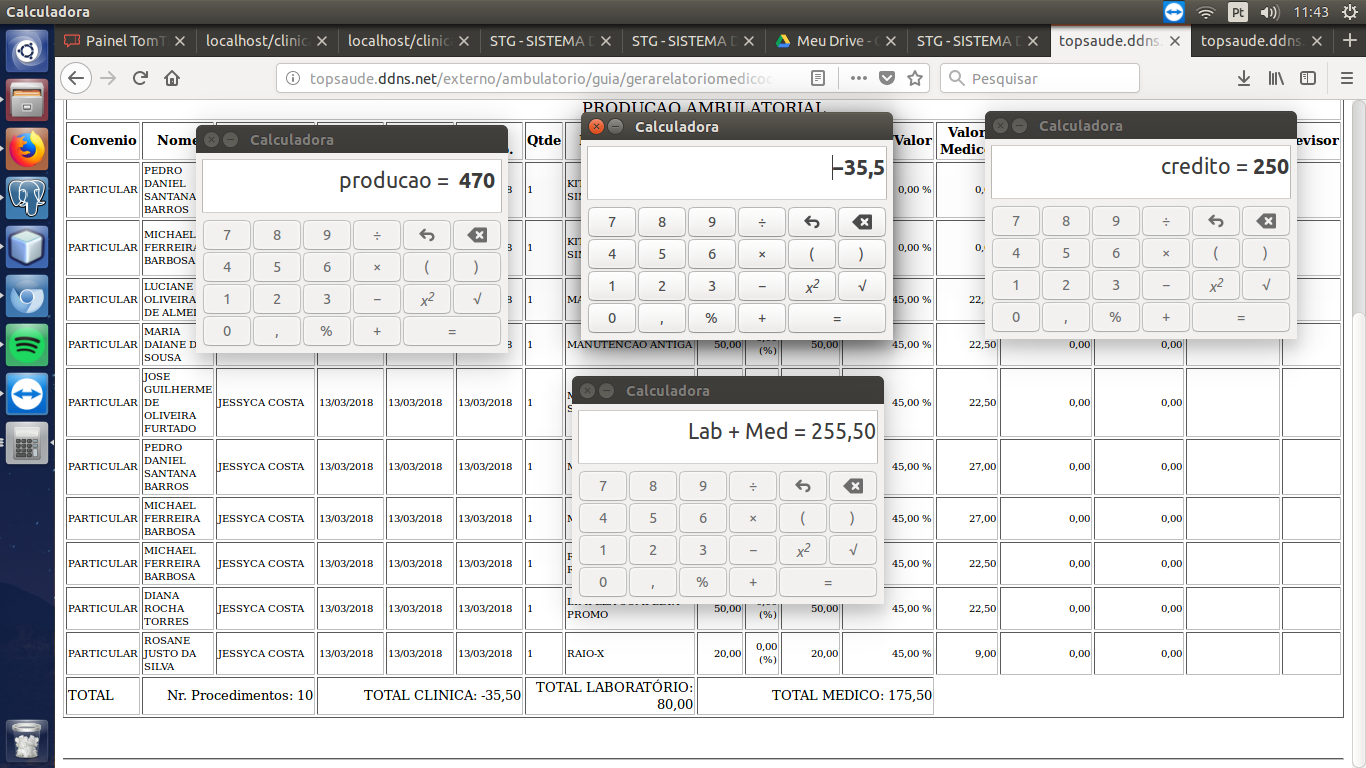 Calculadora
Pt
11:43
Painel TomT
localhost/clinic
localhost/clinic
STG - SISTEMA D
STG - SISTEMA D
Meu Drive - G
STG - SISTEMA D
topsaude.ddns.
topsaude.ddns.
topsaude.ddns.net/externo/ambulatorio/guia/gerarelatoriomedico
Pesquisar
PRODUCAO AMBULATORIAL
Convenio
Nome
Qtde
Valor
Valor Medico
evisor
PARTICULAR
PEDRO
DANIEL
SANTANA
BARROS
8
1
KIT
SIN
0,00 %
0,0
PARTICULAR
MICHAEL
FERREIRA
BARBOSA
1
KIT
SIN
0,00 %
0,0
PARTICULAR
LUCIANE
OLIVEIRA
DE ALMEI
1
MA
45,00 %
22,
PARTICULAR
MARIA
DAIANE D
SOUSA
1
MANUTENCAO ANTIGA
50,00
(%)
50,00
45,00 %
22,50
0,00
0,00
PARTICULAR
JOSE
GUILHERME
DE
OLIVEIRA
FURTADO
JESSYCA COSTA
13/03/2018
13/03/2018
13/03/2018
1
45,00 %
22,50
0,00
0,00
PARTICULAR
PEDRO
DANIEL
SANTANA
BARROS
JESSYCA COSTA
13/03/2018
13/03/2018
13/03/2018
1
45,00 %
27,00
0,00
0,00
PARTICULAR
MICHAEL
FERREIRA
BARBOSA
JESSYCA COSTA
13/03/2018
13/03/2018
13/03/2018
1
45,00 %
27,00
0,00
0,00
PARTICULAR
MICHAEL
FERREIRA
BARBOSA
JESSYCA COSTA
13/03/2018
13/03/2018
13/03/2018
1
45,00 %
22,50
0,00
0,00
PARTICULAR
DIANA
ROCHA
TORRES
JESSYCA COSTA
13/03/2018
13/03/2018
13/03/2018
1
PROMO
50,00
(%)
50,00
45,00 %
22,50
0,00
0,00
PARTICULAR
ROSANE
JUSTO DA
SILVA
JESSYCA COSTA
13/03/2018
13/03/2018
13/03/2018
1
RAIO-X
20,00
0,00
(%)
20,00
45,00 %
9,00
0,00
0,00
TOTAL
Nr. Procedimentos: 10
TOTAL CLINICA: -35,50
TOTAL LABORATÓRIO:
80,00
TOTAL MEDICO: 175,50
Calculadora
producao = 470
7 8 9 ÷
4 5 6 × ( )
1 2 3 − x² √
0 , % + =
Calculadora
−35,5
7 8 9 ÷
4 5 6 × ( )
1 2 3 − x² √
0 , % + =
Calculadora
credito = 250
7 8 9 ÷
4 5 6 × ( )
1 2 3 − x² √
0 , % + =
Calculadora
Lab + Med = 255,50
7 8 9 ÷
4 5 6 × ( )
1 2 3 − x² √
0 , % + =